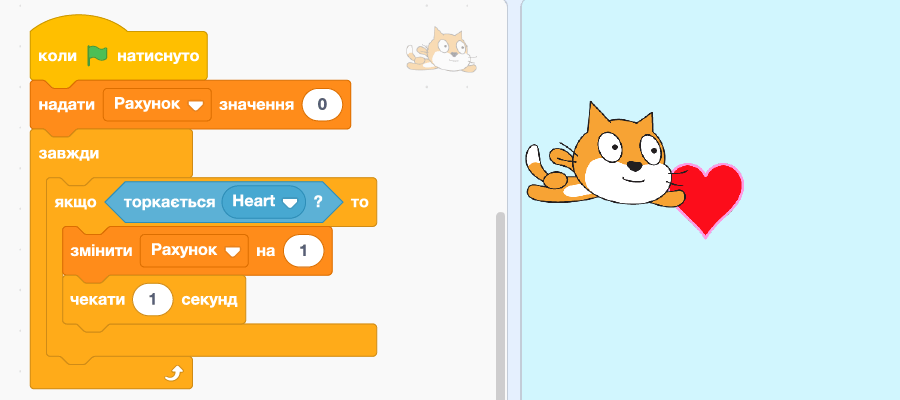 коли натиснуто
надати Рахунок значення 0
завжди
якщо торкається Heart ? то
змінити Рахунок на 1
чекати 1 секунд